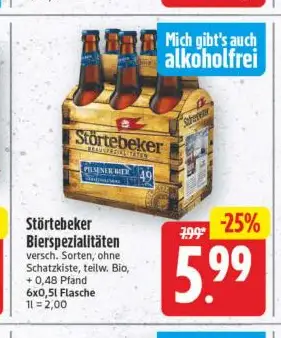 Mich gibt's auch
alkoholfrei
Störtebeker
BRAUSPEZIALITÄTEN
PILSENER BIER
49
Störtebeker
Bierspezialitäten
versch. Sorten, ohne
Schatzkiste, teilw. Bio,
+ 0,48 Pfand
6x0,5l Flasche
1l = 2,00
-25%
7.99*
5.99